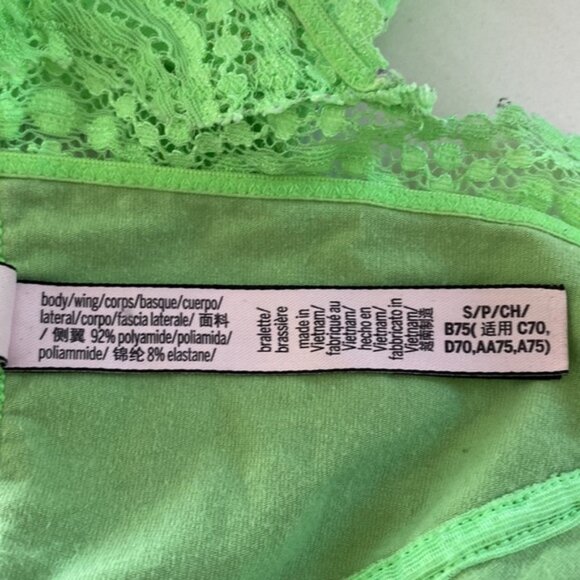 body/wing/corps/basque/cuerpo/
lateral/corpo/fascia laterale/ 面料
/ 侧翼 92% polyamide/poliamida/
poliammide/ 锦纶 8% elastane/
bralette/
brassière
made in
Vietnam/
fabriqué au
Vietnam/
hecho en
Vietnam/
fabbricato in
Vietnam/
越南制造
S/P/CH/
B75( 适用 C70,
D70,AA75,A75)